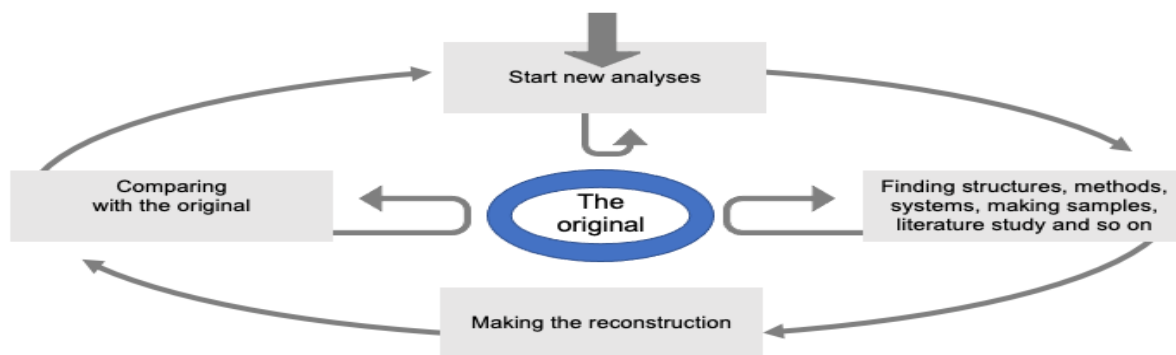 Start new analyses
Comparing
with the original
The
original
Finding structures, methods,
systems, making samples,
literature study and so on
Making the reconstruction